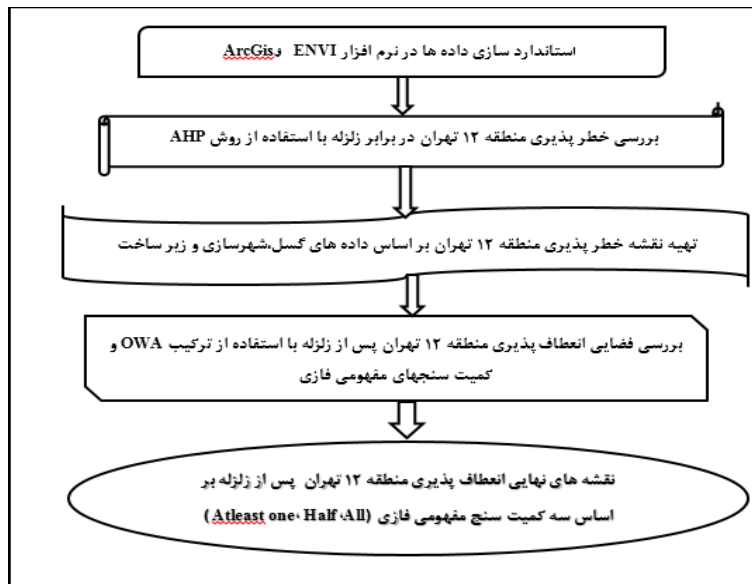 استاندارد سازی داده ها در نرم افزار ENVI و ArcGis
بررسی خطر پذیری منطقه ۱۲ تهران در برابر زلزله با استفاده از روش AHP
تهیه نقشه خطر پذیری منطقه ۱۲ تهران بر اساس داده های گسل،شهرسازی و زیر ساخت
بررسی فضایی انعطاف پذیری منطقه ۱۲ تهران پس از زلزله با استفاده از ترکیب OWA و
کمیت سنجهای مفهومی فازی
نقشه های نهایی انعطاف پذیری منطقه ۱۲ تهران پس از زلزله بر
اساس سه کمیت سنج مفهومی فازی (Atleast one، Half ،All)